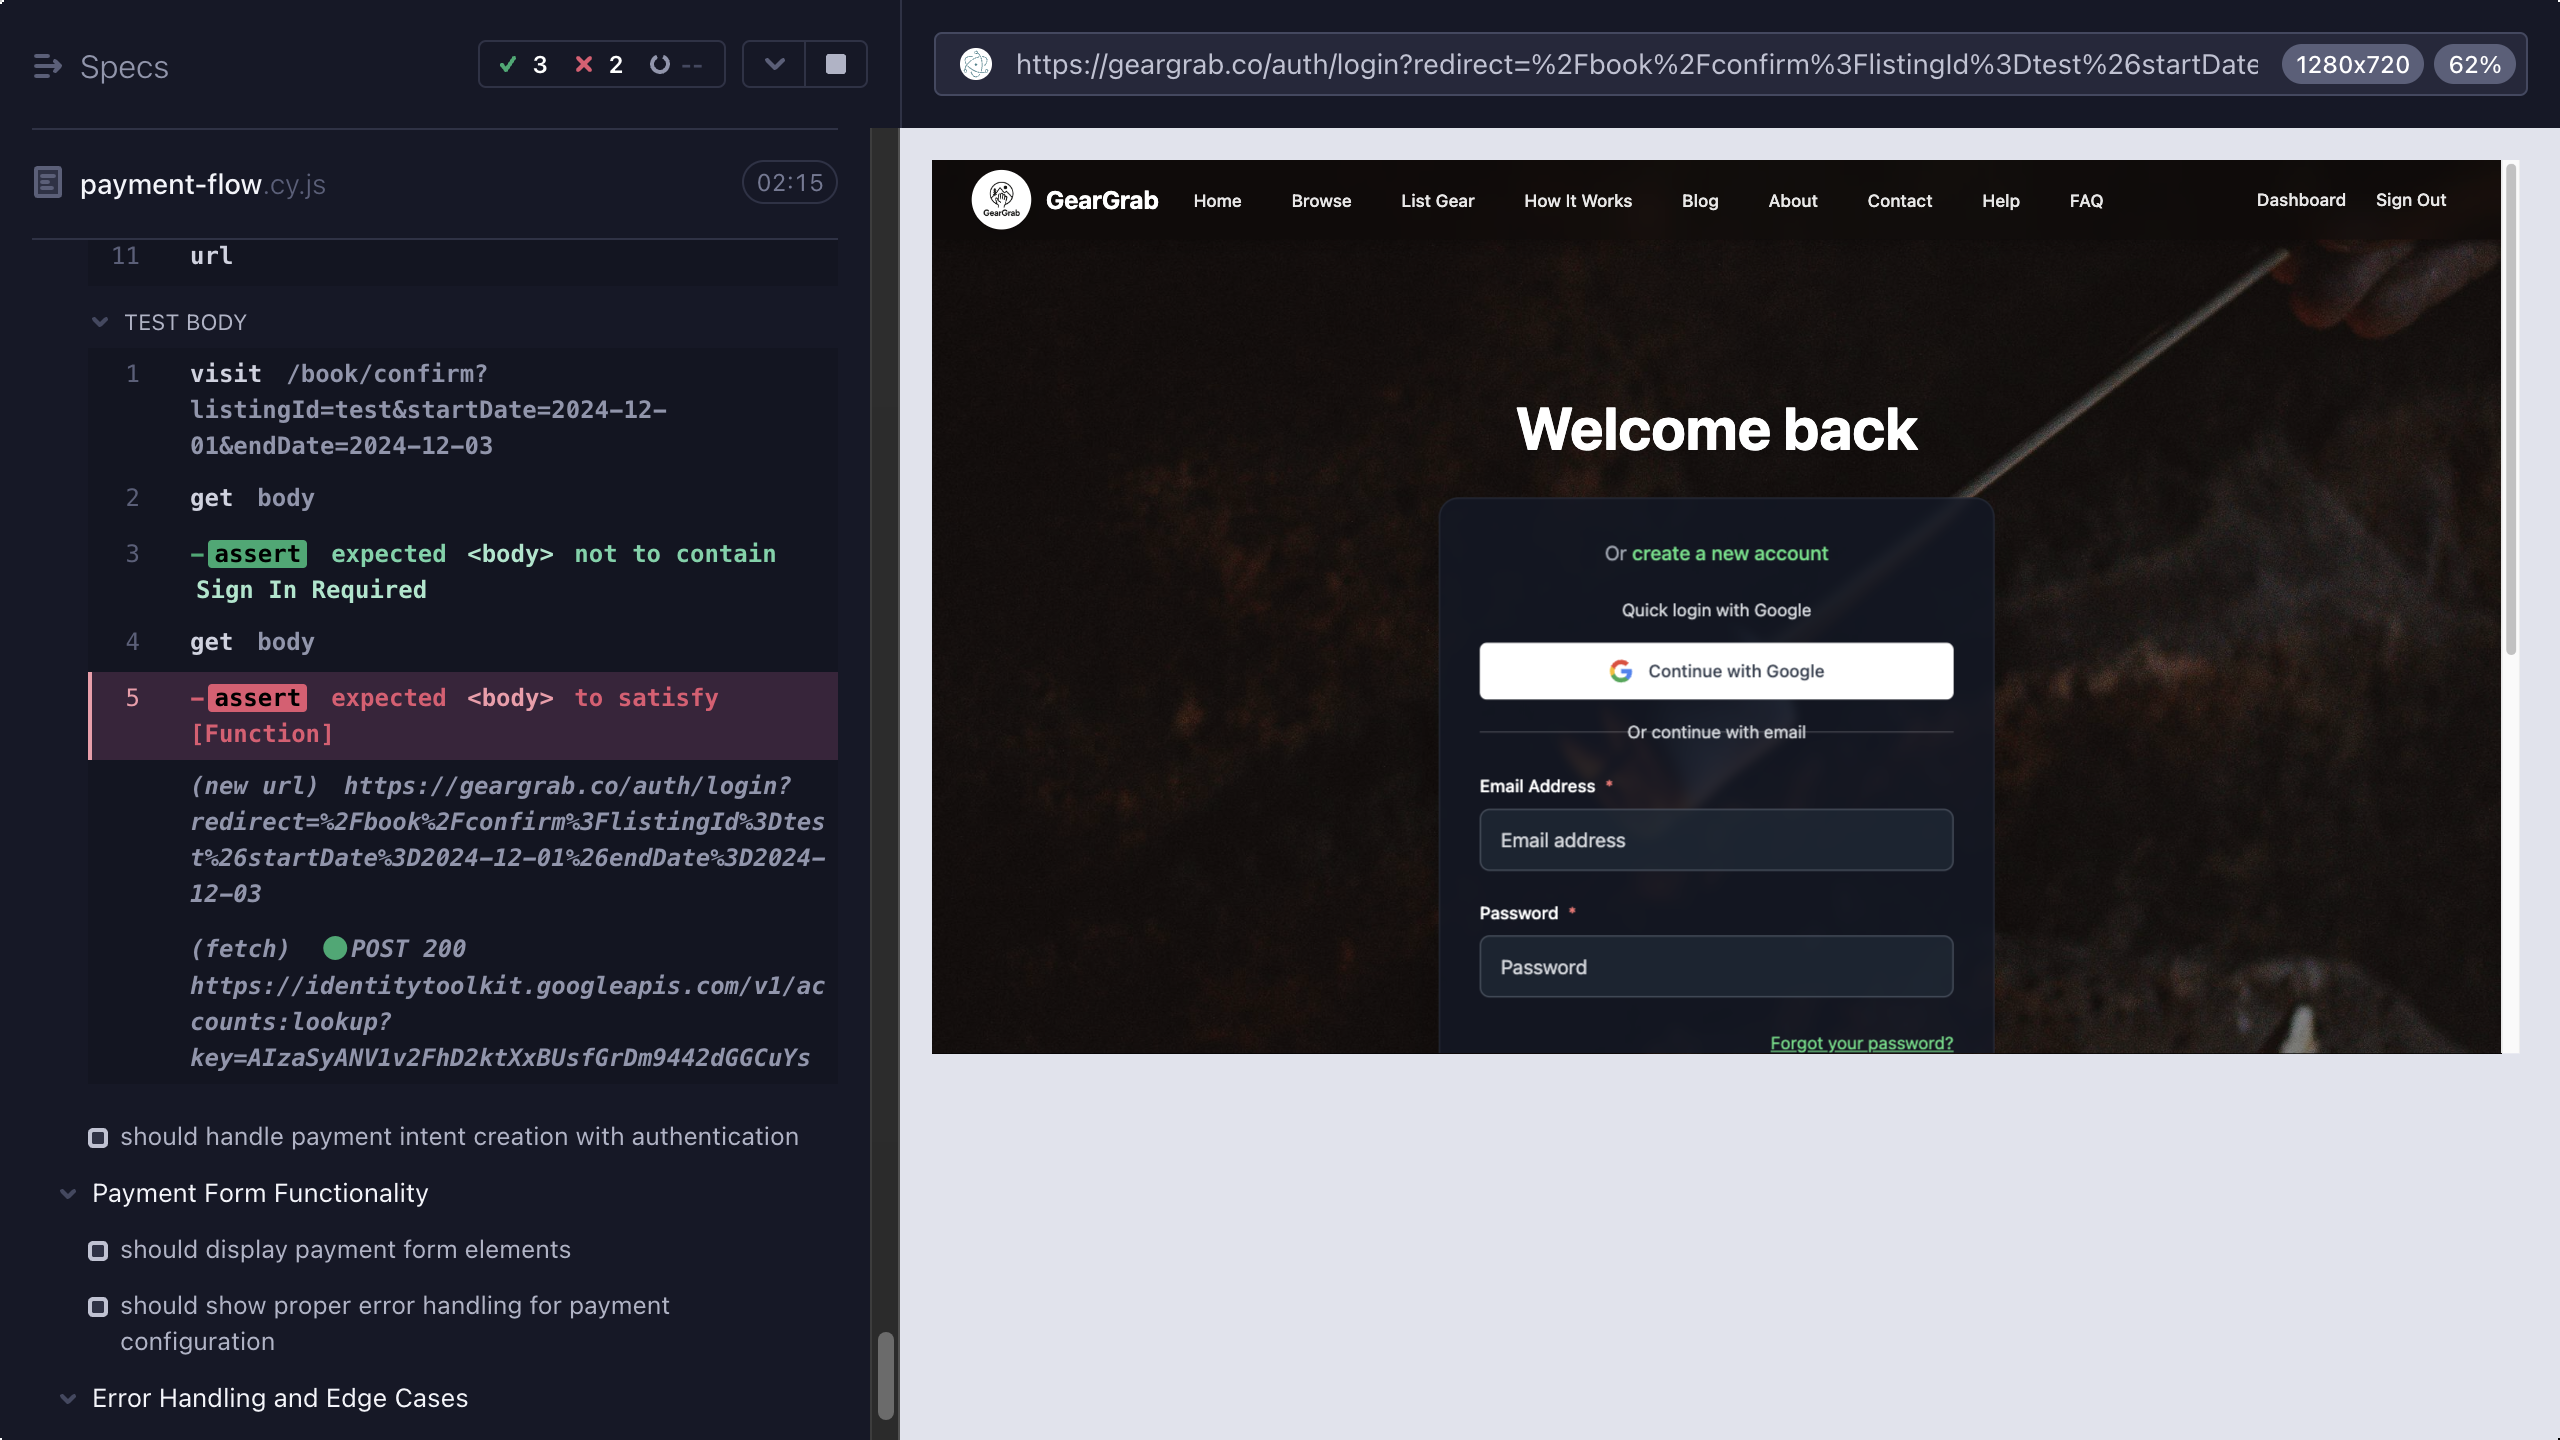 Specs
3 2 --
payment-flow.cy.js
02:15
11 url
TEST BODY
1 visit /book/confirm?
listingId=test&startDate=2024-12-
01&endDate=2024-12-03
2 get body
3 -assert expected <body> not to contain
Sign In Required
4 get body
5 -assert expected <body> to satisfy
[Function]
(new url) https://geargrab.co/auth/login?
redirect=%2Fbook%2Fconfirm%3FlistingId%3Dtes
t%26startDate%3D2024-12-01%26endDate%3D2024-
12-03
(fetch) POST 200
https://identitytoolkit.googleapis.com/v1/ac
counts:lookup?
key=AIzaSyANV1v2FhD2ktXxBUsfGrDm9442dGGCuYs
should handle payment intent creation with authentication
Payment Form Functionality
should display payment form elements
should show proper error handling for payment
configuration
Error Handling and Edge Cases
https://geargrab.co/auth/login?redirect=%2Fbook%2Fconfirm%3FlistingId%3Dtest%26startDate
1280x720
62%
GearGrab
GearGrab Home Browse List Gear How It Works Blog About Contact Help FAQ Dashboard Sign Out
Welcome back
Or create a new account
Quick login with Google
Continue with Google
Or continue with email
Email Address *
Email address
Password *
Password
Forgot your password?